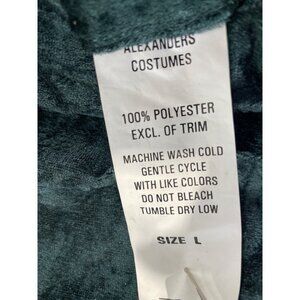 ALEXANDERS
COSTUMES
100% POLYESTER
EXCL. OF TRIM
MACHINE WASH COLD
GENTLE CYCLE
WITH LIKE COLORS
DO NOT BLEACH
TUMBLE DRY LOW
SIZE L